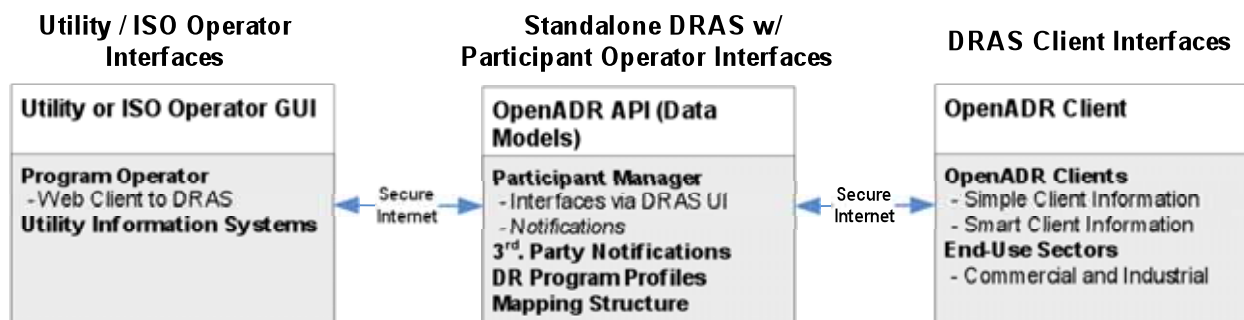 Utility / ISO Operator
Interfaces
Standalone DRAS w/
Participant Operator Interfaces
DRAS Client Interfaces
Utility or ISO Operator GUI
Program Operator
- Web Client to DRAS
Utility Information Systems
Secure
Internet
OpenADR API (Data
Models)
Participant Manager
- Interfaces via DRAS UI
- Notifications
3rd. Party Notifications
DR Program Profiles
Mapping Structure
Secure
Internet
OpenADR Client
OpenADR Clients
- Simple Client Information
- Smart Client Information
End-Use Sectors
- Commercial and Industrial